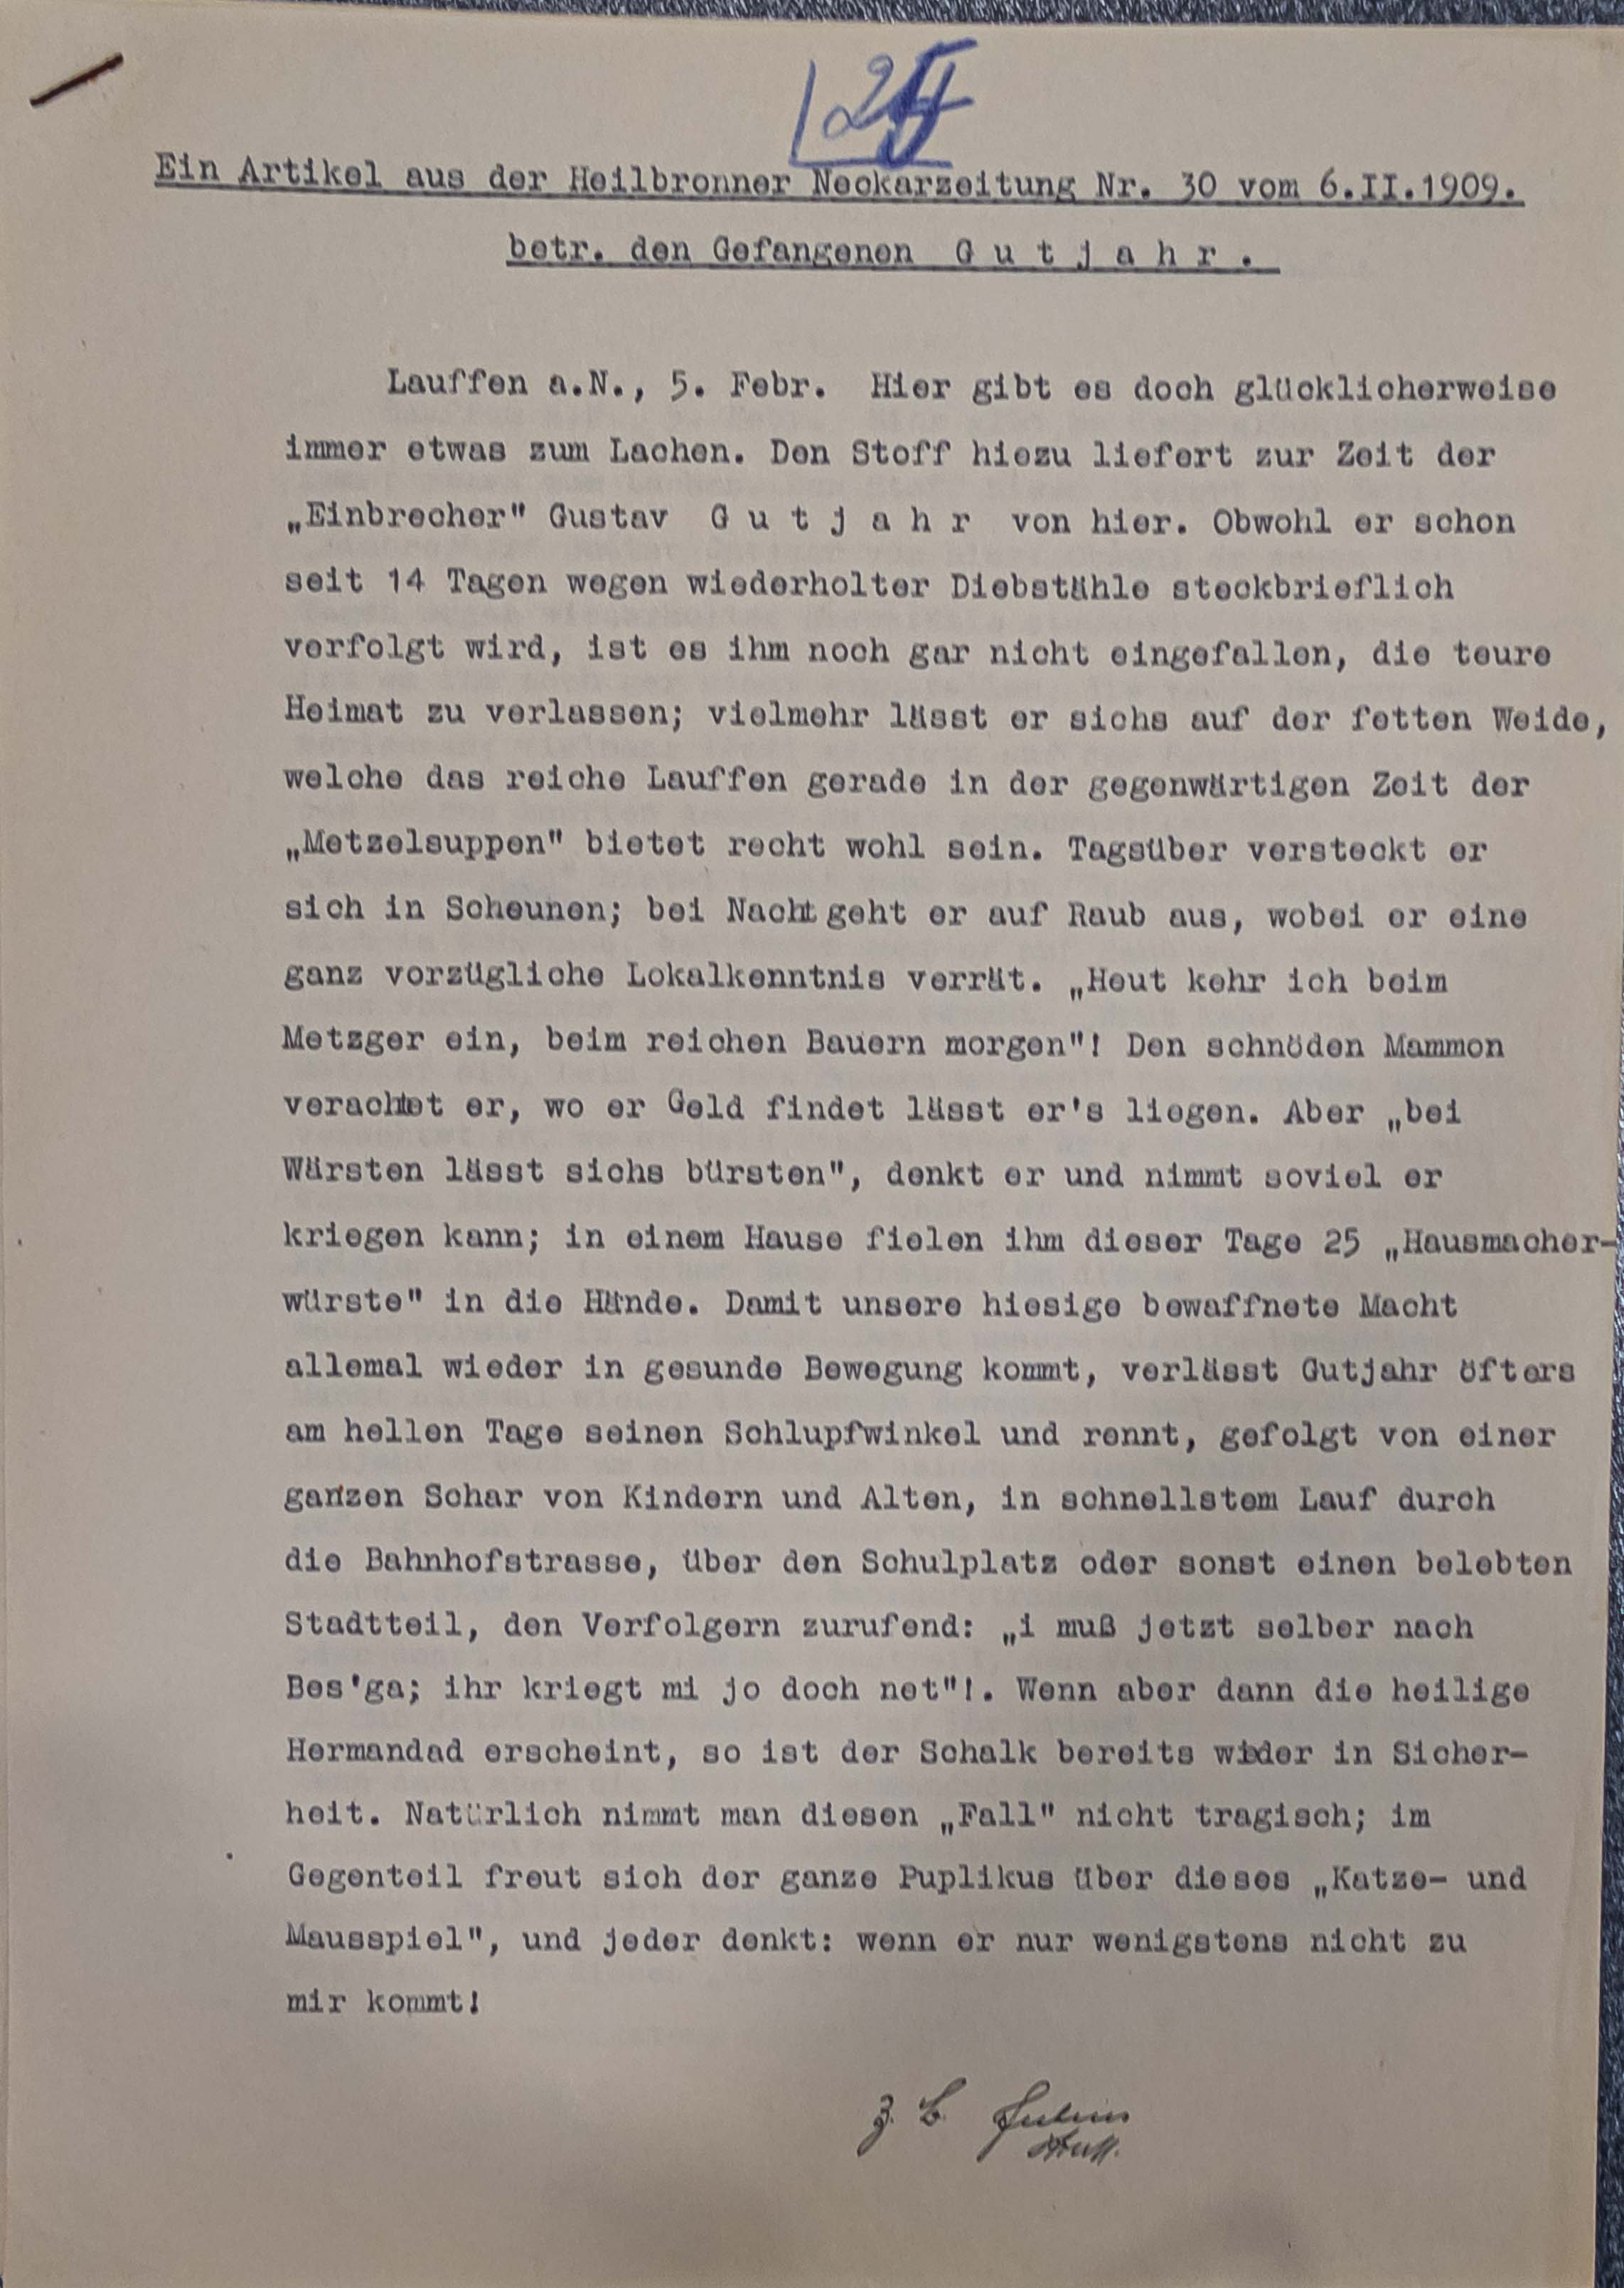 Ein Artikel aus der Heilbronner Neckarzeitung Nr. 30 vom 6.II.1909.
betr. den Gefangenen G u t j a h r .
Lauffen a.N., 5. Febr. Hier gibt es doch glücklicherweise
immer etwas zum Lachen. Den Stoff hiezu liefert zur Zeit der
„Einbrecher" Gustav G u t j a h r von hier. Obwohl er schon
seit 14 Tagen wegen wiederholter Diebstähle steckbrieflich
verfolgt wird, ist es ihm noch gar nicht eingefallen, die teure
Heimat zu verlassen; vielmehr lässt er sichs auf der fetten Weide,
welche das reiche Lauffen gerade in der gegenwärtigen Zeit der
„Metzelsuppen" bietet recht wohl sein. Tagsüber versteckt er
sich in Scheunen; bei Nacht geht er auf Raub aus, wobei er eine
ganz vorzügliche Lokalkenntnis verrät. „Heut kehr ich beim
Metzger ein, beim reichen Bauern morgen"! Den schnöden Mammon
verachtet er, wo er Geld findet lässt er's liegen. Aber „bei
Würsten lässt sichs bürsten", denkt er und nimmt soviel er
kriegen kann; in einem Hause fielen ihm dieser Tage 25 „Hausmacher-
würste" in die Hände. Damit unsere hiesige bewaffnete Macht
allemal wieder in gesunde Bewegung kommt, verlässt Gutjahr öfters
am hellen Tage seinen Schlupfwinkel und rennt, gefolgt von einer
ganzen Schar von Kindern und Alten, in schnellstem Lauf durch
die Bahnhofstrasse, über den Schulplatz oder sonst einen belebten
Stadtteil, den Verfolgern zurufend: „i muß jetzt selber nach
Bes'ga; ihr kriegt mi jo doch net"!. Wenn aber dann die heilige
Hermandad erscheint, so ist der Schalk bereits wieder in Sicher-
heit. Natürlich nimmt man diesen „Fall" nicht tragisch; im
Gegenteil freut sich der ganze Puplikus über dieses „Katze- und
Mausspiel", und jeder denkt: wenn er nur wenigstens nicht zu
mir kommt!
z. B.